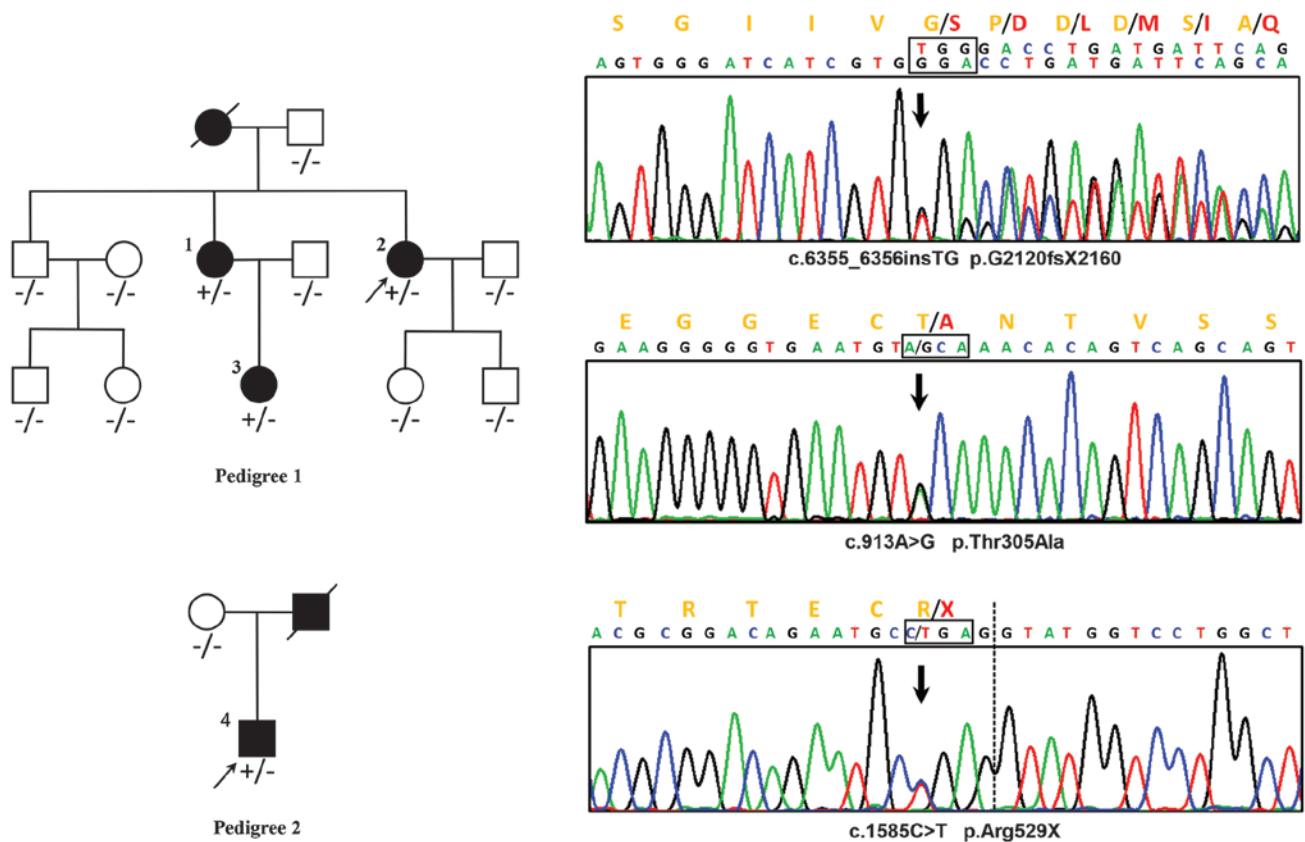 -/-
1
2
-/-
-/-
+/-
-/-
+/-
-/-
3
-/-
-/-
+/-
-/-
-/-
Pedigree 1
-/-
4
+/-
Pedigree 2
S G I I V G/S P/D D/L D/M S/I A/Q
T G G G A C C T G A T G A T T C A G
A G T G G G A T C A T C G T G G G A C C T G A T G A T T C A G C A
c.6355_6356insTG p.G2120fsX2160
E G G E C T/A N T V S S
G A A G G G G G T G A A T G T A/G C A A A C A C A G T C A G C A G T
c.913A>G p.Thr305Ala
T R T E C R/X
A C G C G G A C A G A A T G C C/T G A G G T A T G G T C C T G G C T
c.1585C>T p.Arg529X